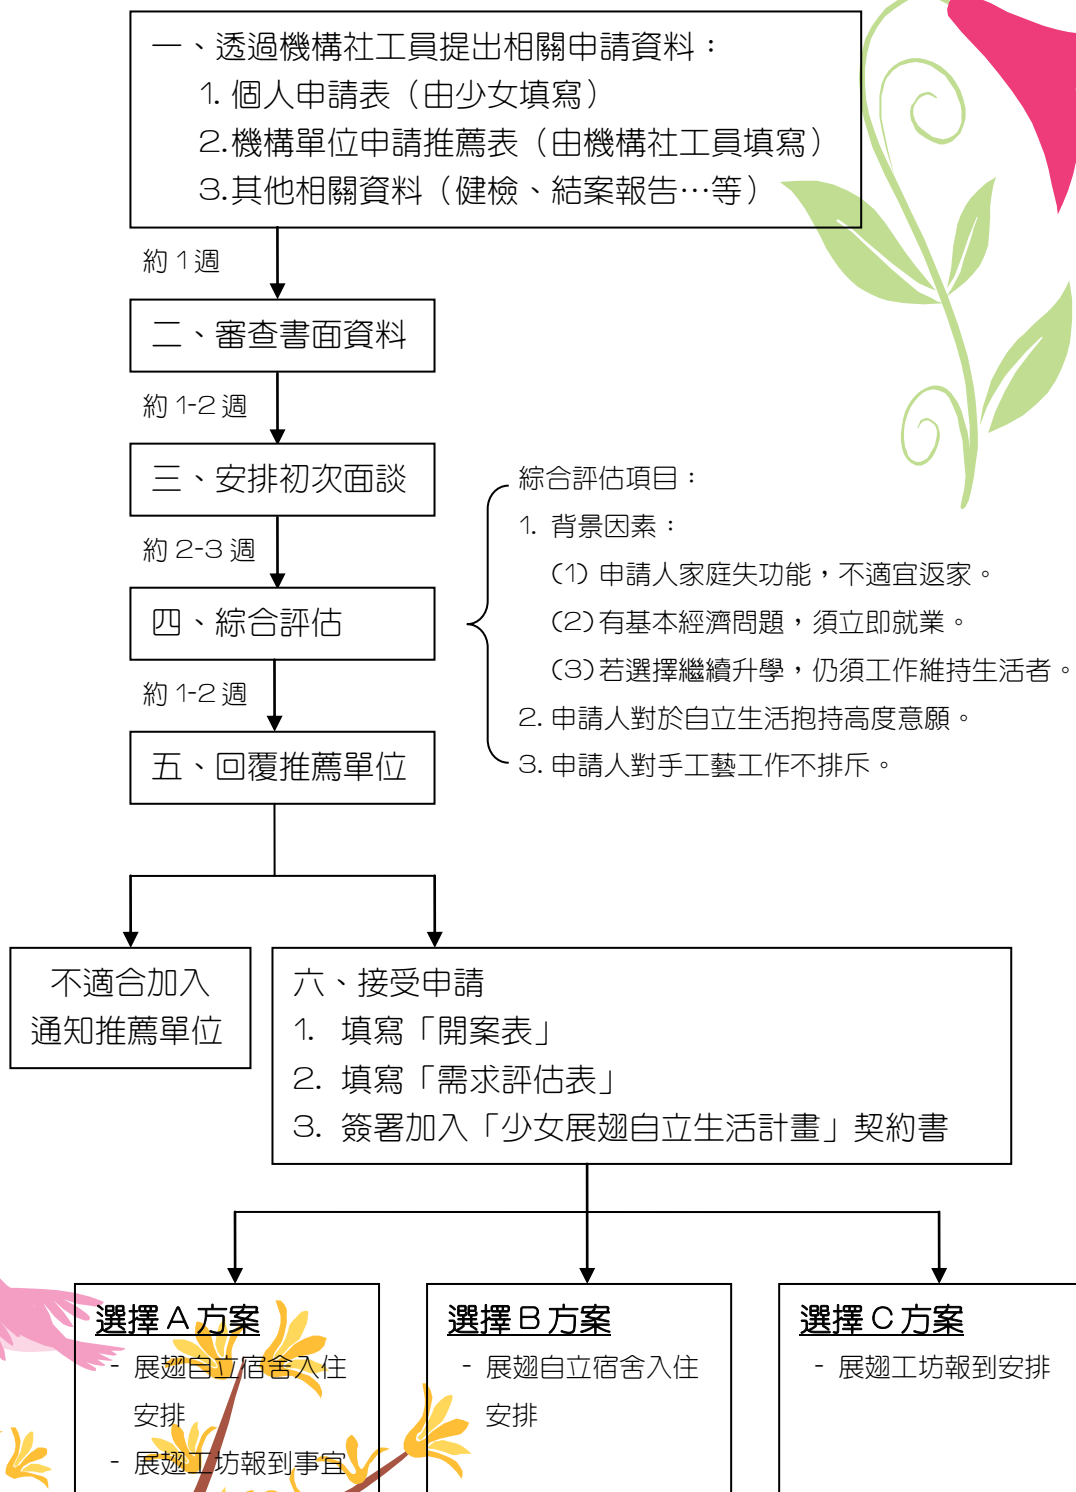 一、透過機構社工員提出相關申請資料：
1. 個人申請表（由少女填寫）
2.機構單位申請推薦表（由機構社工員填寫）
3.其他相關資料（健檢、結案報告…等）
約 1 週
二、審查書面資料
約 1-2 週
三、安排初次面談
約 2-3 週
四、綜合評估
約 1-2 週
五、回覆推薦單位
綜合評估項目：
1. 背景因素：
(1) 申請人家庭失功能，不適宜返家。
(2)有基本經濟問題，須立即就業。
(3)若選擇繼續升學，仍須工作維持生活者。
2. 申請人對於自立生活抱持高度意願。
3. 申請人對手工藝工作不排斥。
不適合加入
通知推薦單位
六、接受申請
1. 填寫「開案表」
2. 填寫「需求評估表」
3. 簽署加入「少女展翅自立生活計畫」契約書
選擇 A 方案
- 展翅自立宿舍入住
安排
- 展翅工坊報到事宜
選擇 B 方案
- 展翅自立宿舍入住
安排
選擇 C 方案
- 展翅工坊報到安排